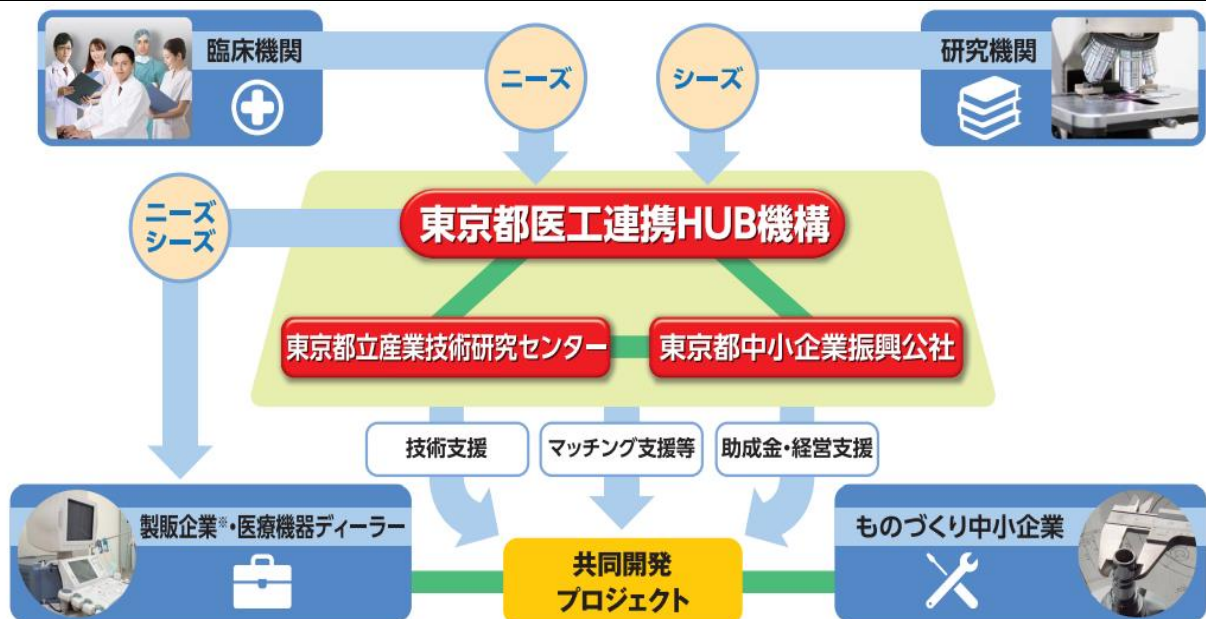 臨床機関
ニーズ
シーズ
研究機関
ニーズ
シーズ
東京都医工連携HUB機構
東京都立産業技術研究センター
東京都中小企業振興公社
技術支援
マッチング支援等
助成金・経営支援
製販企業※・医療機器ディーラー
ものづくり中小企業
共同開発
プロジェクト